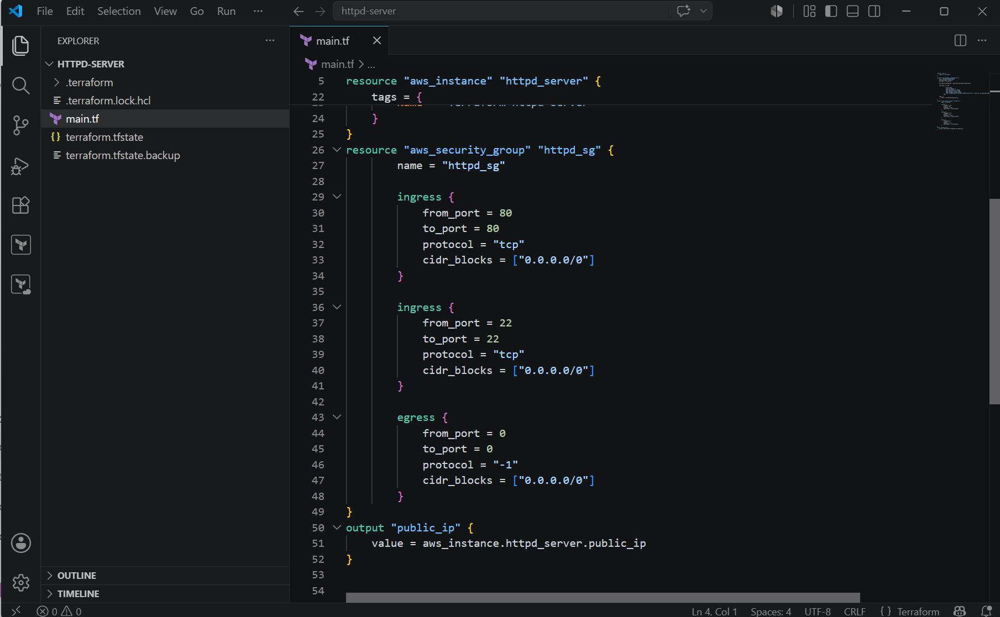 File Edit Selection View Go Run ··· httpd-server
EXPLORER ···
HTTPD-SERVER
.terraform
.terraform.lock.hcl
main.tf
terraform.tfstate
terraform.tfstate.backup
OUTLINE
TIMELINE
main.tf
main.tf > ...
5 resource "aws_instance" "httpd_server" {
22 tags = {
24 }
25 }
26 resource "aws_security_group" "httpd_sg" {
27 name = "httpd_sg"
28
29 ingress {
30 from_port = 80
31 to_port = 80
32 protocol = "tcp"
33 cidr_blocks = ["0.0.0.0/0"]
34 }
35
36 ingress {
37 from_port = 22
38 to_port = 22
39 protocol = "tcp"
40 cidr_blocks = ["0.0.0.0/0"]
41 }
42
43 egress {
44 from_port = 0
45 to_port = 0
46 protocol = "-1"
47 cidr_blocks = ["0.0.0.0/0"]
48 }
49 }
50 output "public_ip" {
51 value = aws_instance.httpd_server.public_ip
52 }
53
54
0 0 Ln 4, Col 1 Spaces: 4 UTF-8 CRLF { } Terraform